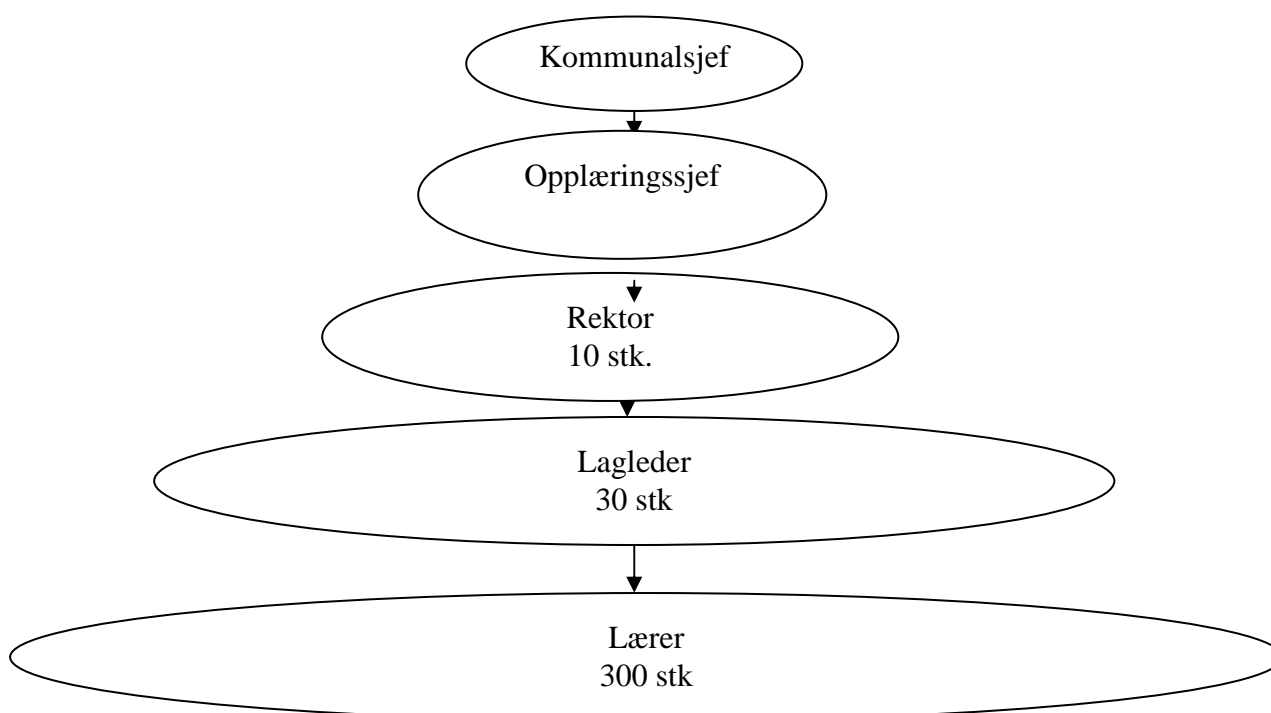 Kommunalsjef
Opplæringssjef
Rektor
10 stk.
Lagleder
30 stk
Lærer
300 stk